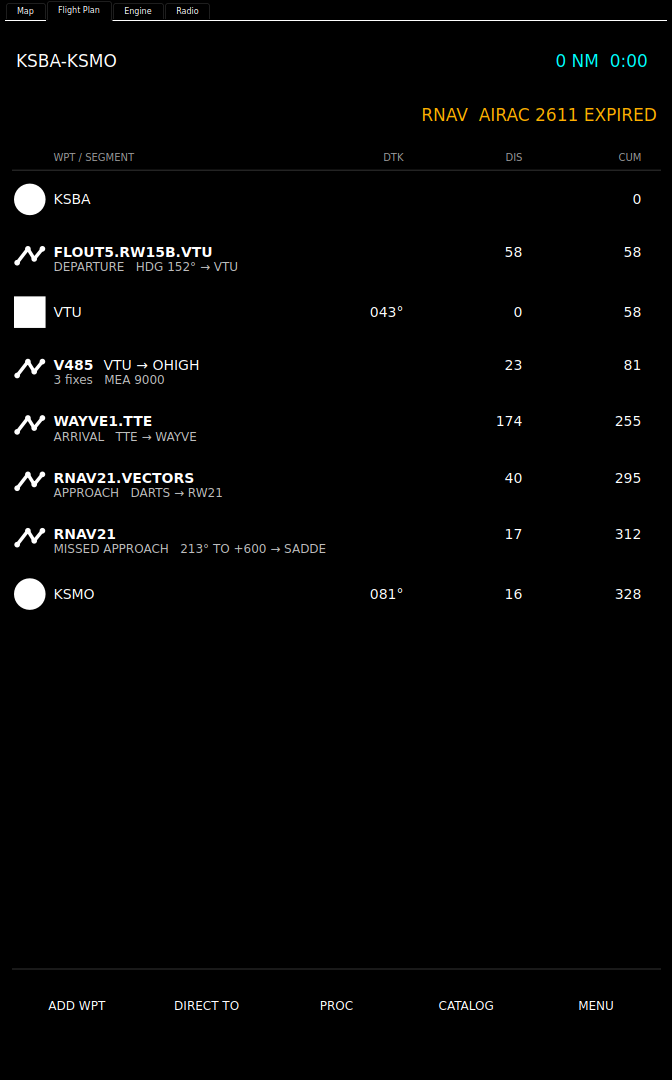 Map Flight Plan Engine Radio
KSBA-KSMO 0 NM 0:00
RNAV AIRAC 2611 EXPIRED
WPT / SEGMENT DTK DIS CUM
KSBA 0
FLOUT5.RW15B.VTU 58 58
DEPARTURE HDG 152° → VTU
VTU 043° 0 58
V485 VTU → OHIGH 23 81
3 fixes MEA 9000
WAYVE1.TTE 174 255
ARRIVAL TTE → WAYVE
RNAV21.VECTORS 40 295
APPROACH DARTS → RW21
RNAV21 17 312
MISSED APPROACH 213° TO +600 → SADDE
KSMO 081° 16 328
ADD WPT DIRECT TO PROC CATALOG MENU